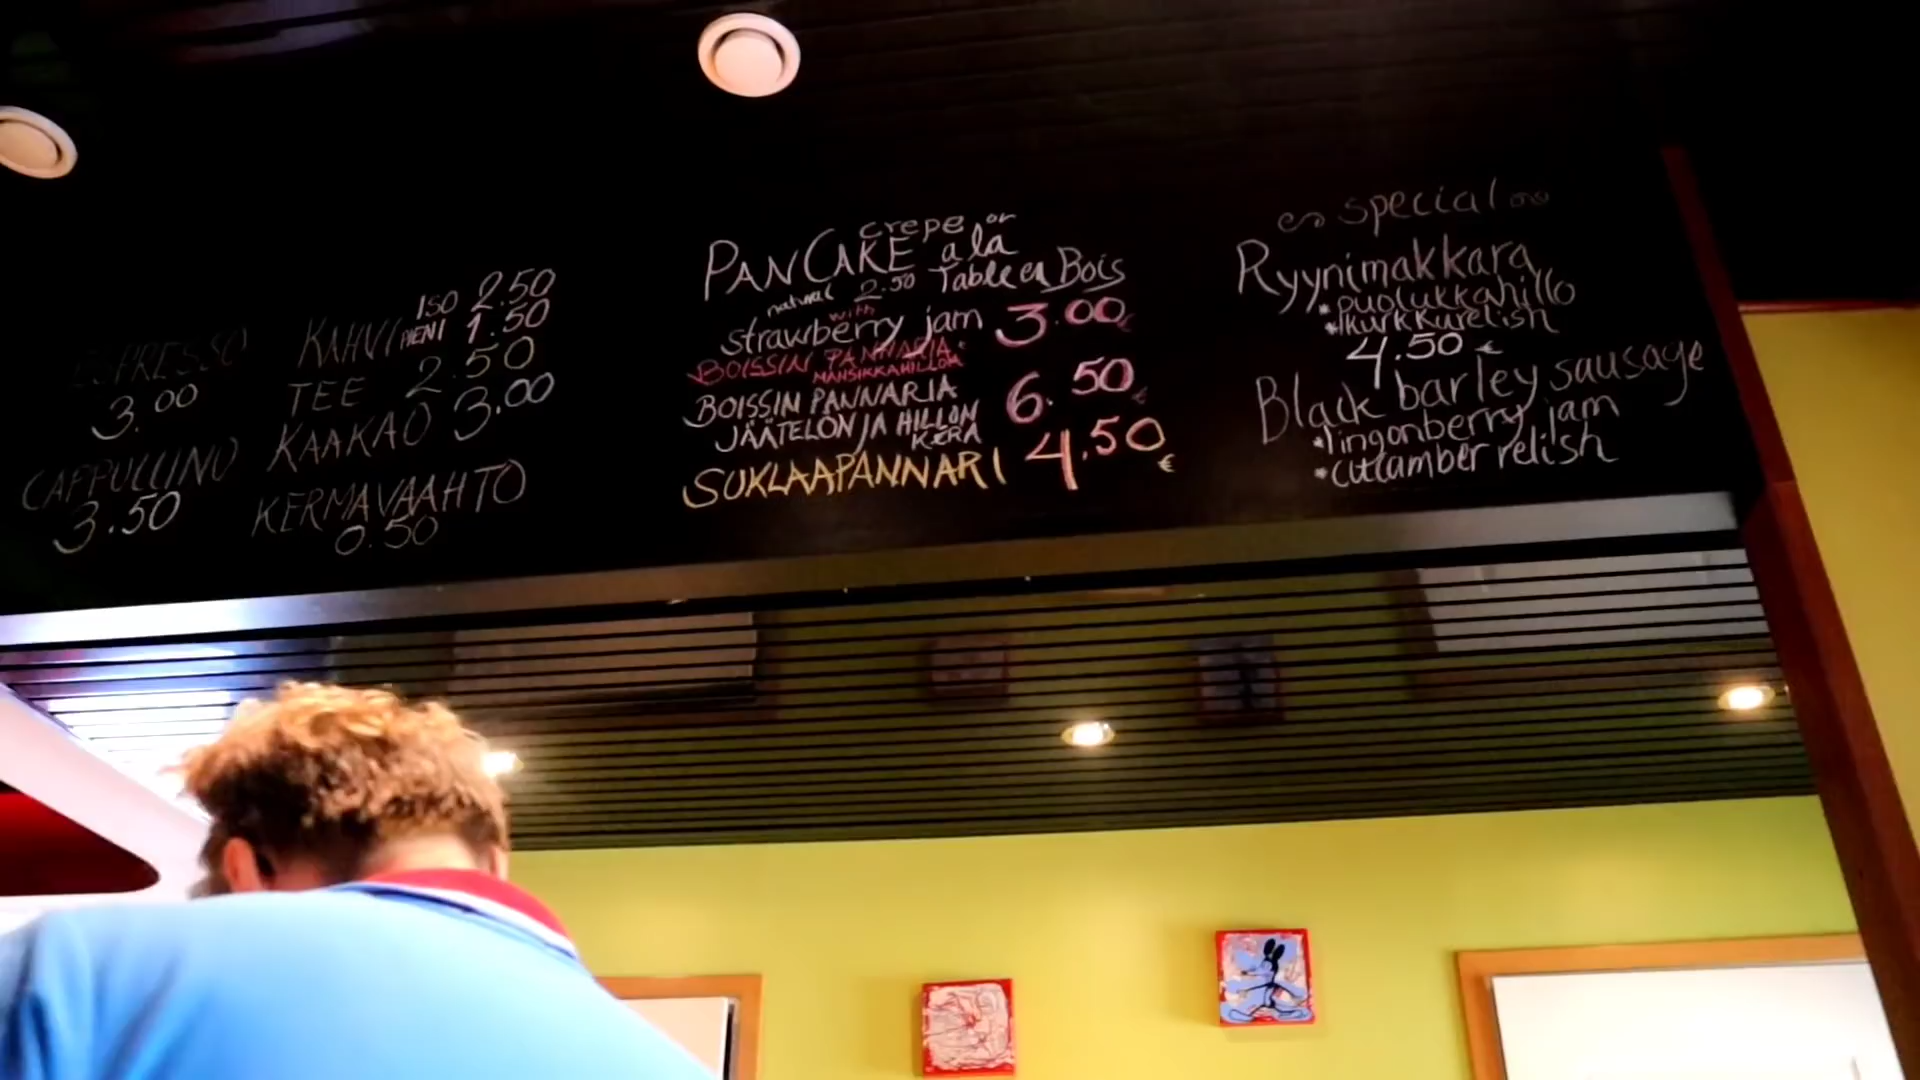 ESPRESSO
3.00
CAPPUCCINO
3.50
KAHVI ISO 2.50
PIENI 1.50
TEE 2.50
KAAKAO 3.00
KERMAVAAHTO
0.50
crepe or
PANCAKE a la
natural 2.50 Table en Bois
with
strawberry jam 3.00 €
BOISSIN PANNARIA
MANSIKKAHILLOA
BOISSIN PANNARIA 6.50 €
JÄÄTELÖN JA HILLON
KERA
SUKLAAPANNARI 4.50 €
special
Ryynimakkara
*puolukkahillo
*kurkkurelish
4.50 €
Black barley sausage
*lingonberry jam
*cucumber relish